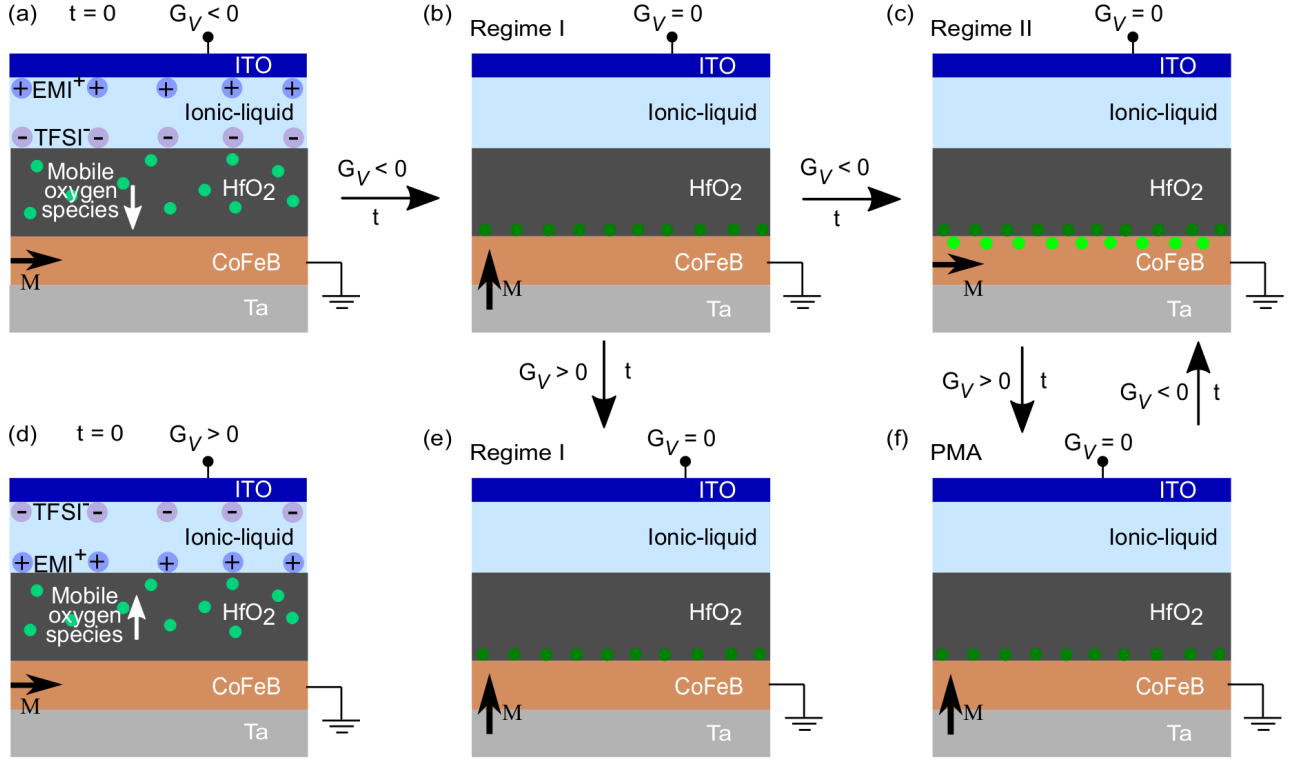 (a) t = 0 G_V < 0
ITO
EMI⁺
+ + + + +
Ionic-liquid
TFSI⁻
- - - - -
Mobile
oxygen
species
HfO₂
CoFeB
M
Ta
G_V < 0
t
(b) Regime I G_V = 0
ITO
Ionic-liquid
HfO₂
CoFeB
M
Ta
G_V < 0
t
(c) Regime II G_V = 0
ITO
Ionic-liquid
HfO₂
CoFeB
M
Ta
G_V > 0 t
G_V > 0 t
G_V < 0 t
(d) t = 0 G_V > 0
ITO
TFSI⁻
- - - - -
Ionic-liquid
EMI⁺
+ + + + +
Mobile
oxygen
species
HfO₂
CoFeB
M
Ta
(e) Regime I G_V = 0
ITO
Ionic-liquid
HfO₂
CoFeB
M
Ta
(f) PMA G_V = 0
ITO
Ionic-liquid
HfO₂
CoFeB
M
Ta